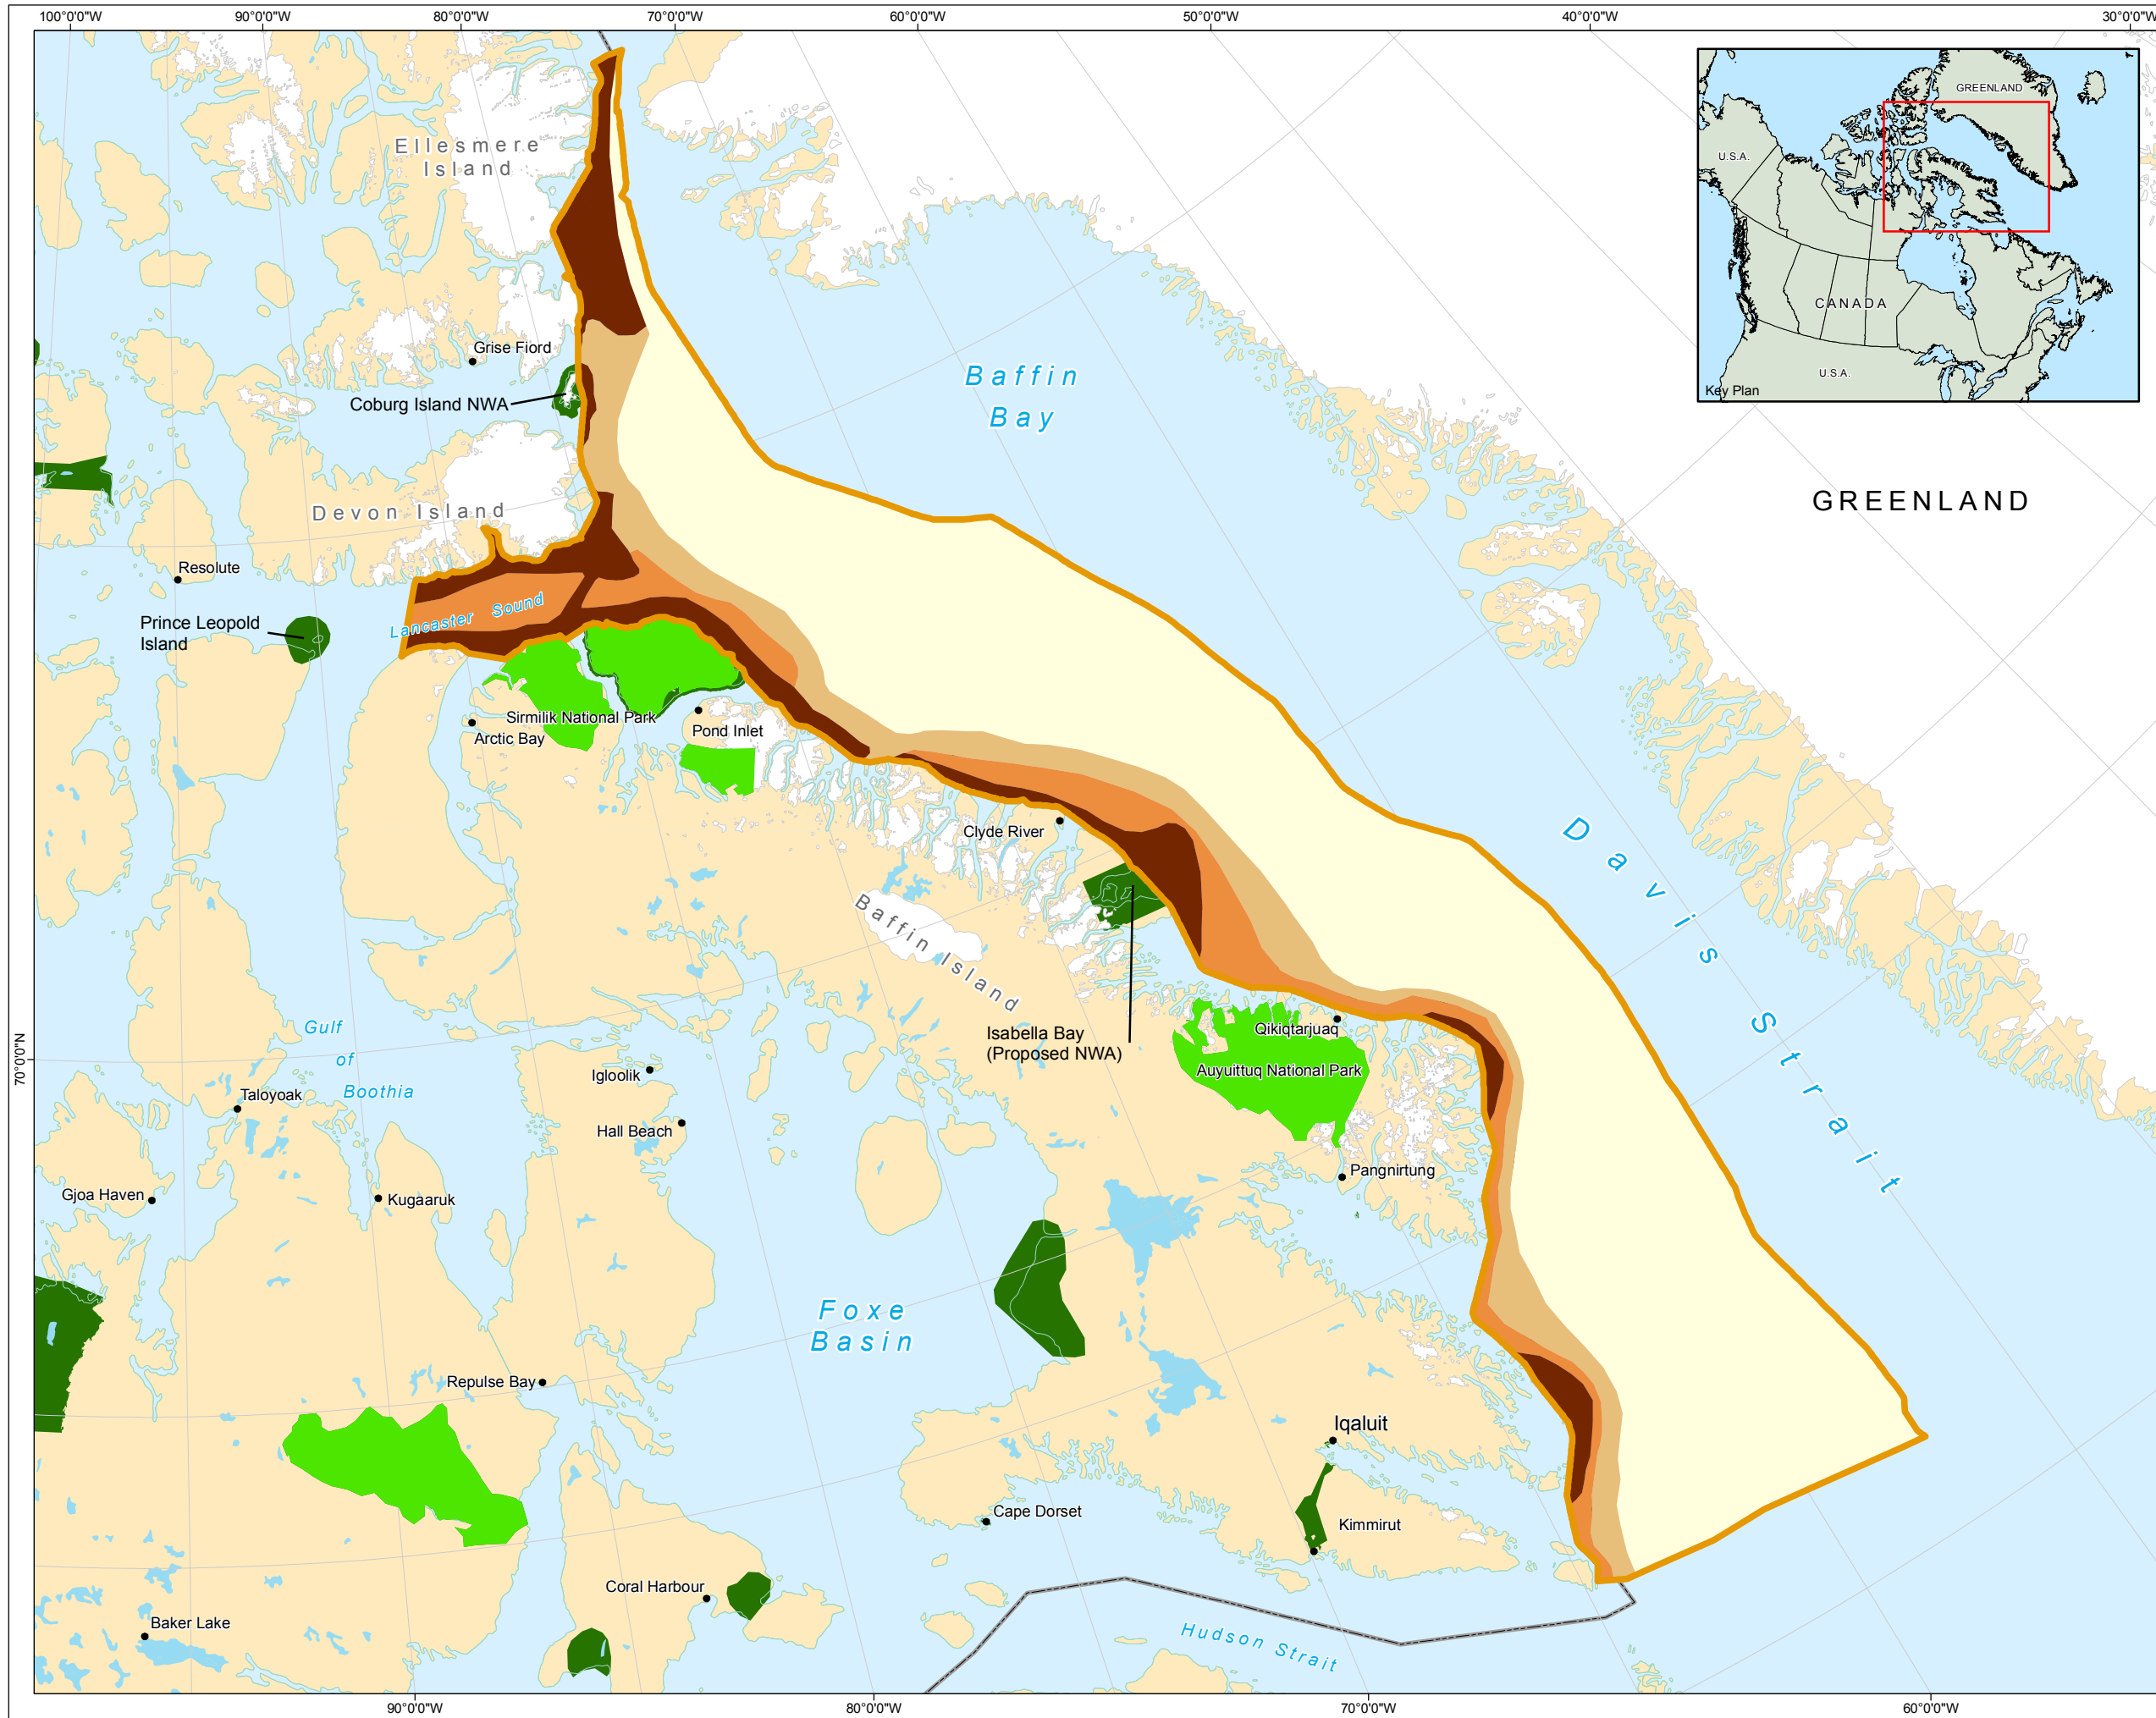 100°0'0"W
90°0'0"W
80°0'0"W
70°0'0"W
60°0'0"W
50°0'0"W
40°0'0"W
30°0'0"W
GREENLAND
U.S.A.
CANADA
U.S.A.
Key Plan
Ellesmere
Island
Grise Fiord
Coburg Island NWA
Baffin
Bay
GREENLAND
Devon Island
Resolute
Lancaster Sound
Prince Leopold
Island
Sirmilik National Park
Arctic Bay
Pond Inlet
Clyde River
Davis Strait
Baffin Island
Isabella Bay
(Proposed NWA)
Qikiqtarjuaq
Auyuittuq National Park
Gulf
of
Boothia
70°0'0"N
Igloolik
Taloyoak
Hall Beach
Pangnirtung
Gjoa Haven
Kugaaruk
Foxe
Basin
Repulse Bay
Iqaluit
Cape Dorset
Kimmirut
Coral Harbour
Baker Lake
Hudson Strait
90°0'0"W
80°0'0"W
70°0'0"W
60°0'0"W